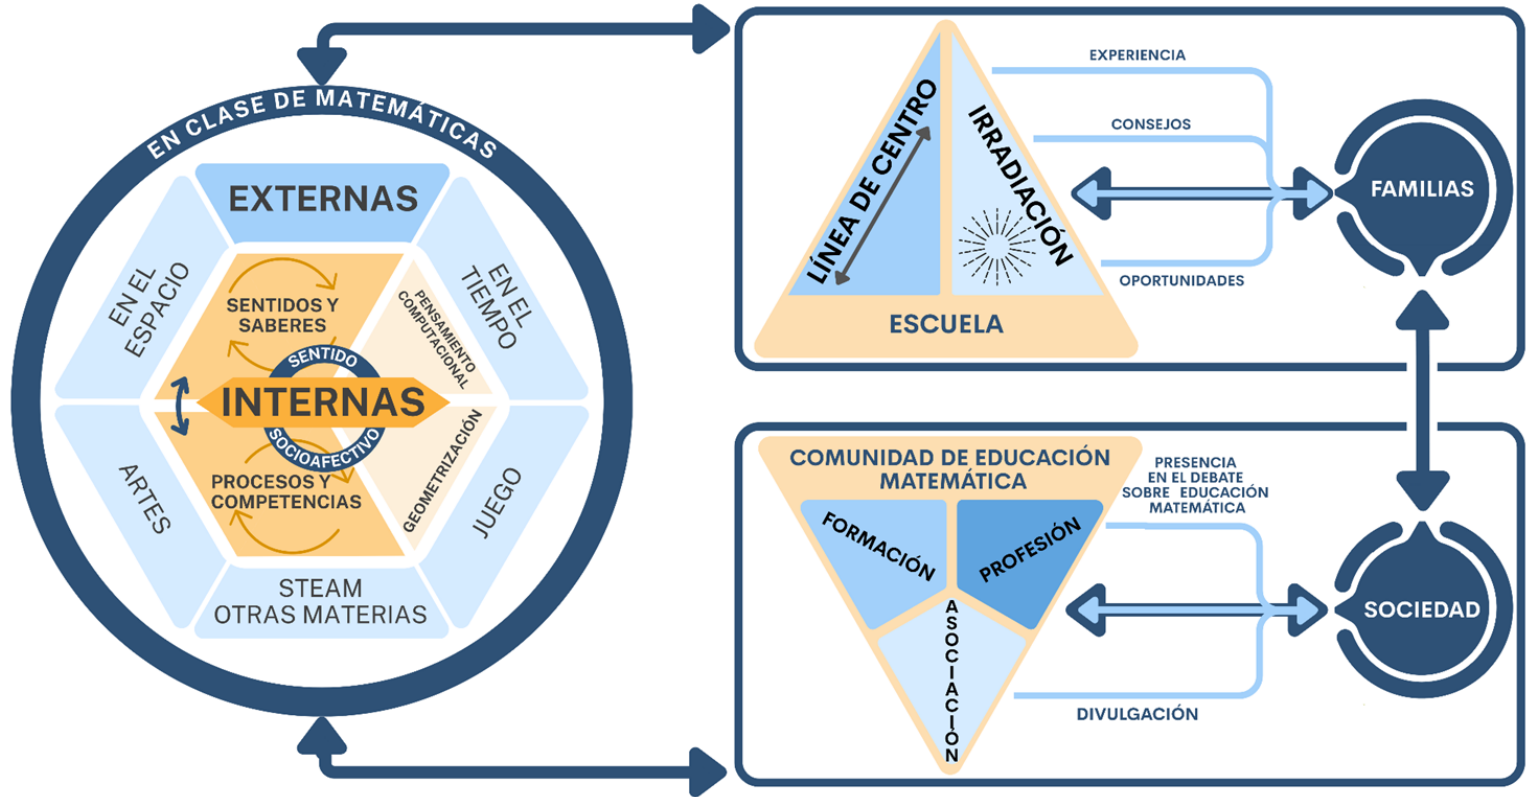 EN CLASE DE MATEMÁTICAS
EXTERNAS
EN EL
ESPACIO
EN EL
TIEMPO
SENTIDOS Y
SABERES
PENSAMIENTO
COMPUTACIONAL
SENTIDO
INTERNAS
SOCIOAFECTIVO
PROCESOS Y
COMPETENCIAS
GEOMETRIZACIÓN
ARTES
JUEGO
STEAM
OTRAS MATERIAS
LÍNEA DE CENTRO
IRRADIACIÓN
ESCUELA
EXPERIENCIA
CONSEJOS
OPORTUNIDADES
FAMILIAS
COMUNIDAD DE EDUCACIÓN
MATEMÁTICA
FORMACIÓN
PROFESIÓN
ASOCIACIÓN
PRESENCIA
EN EL DEBATE
SOBRE EDUCACIÓN
MATEMÁTICA
DIVULGACIÓN
SOCIEDAD